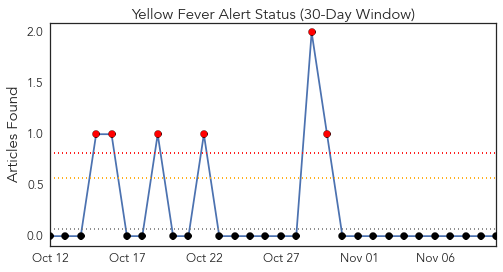 Yellow Fever Alert Status (30-Day Window)
Articles Found
2.0
1.5
1.0
0.5
0.0
Oct 12 Oct 17 Oct 22 Oct 27 Nov 01 Nov 06